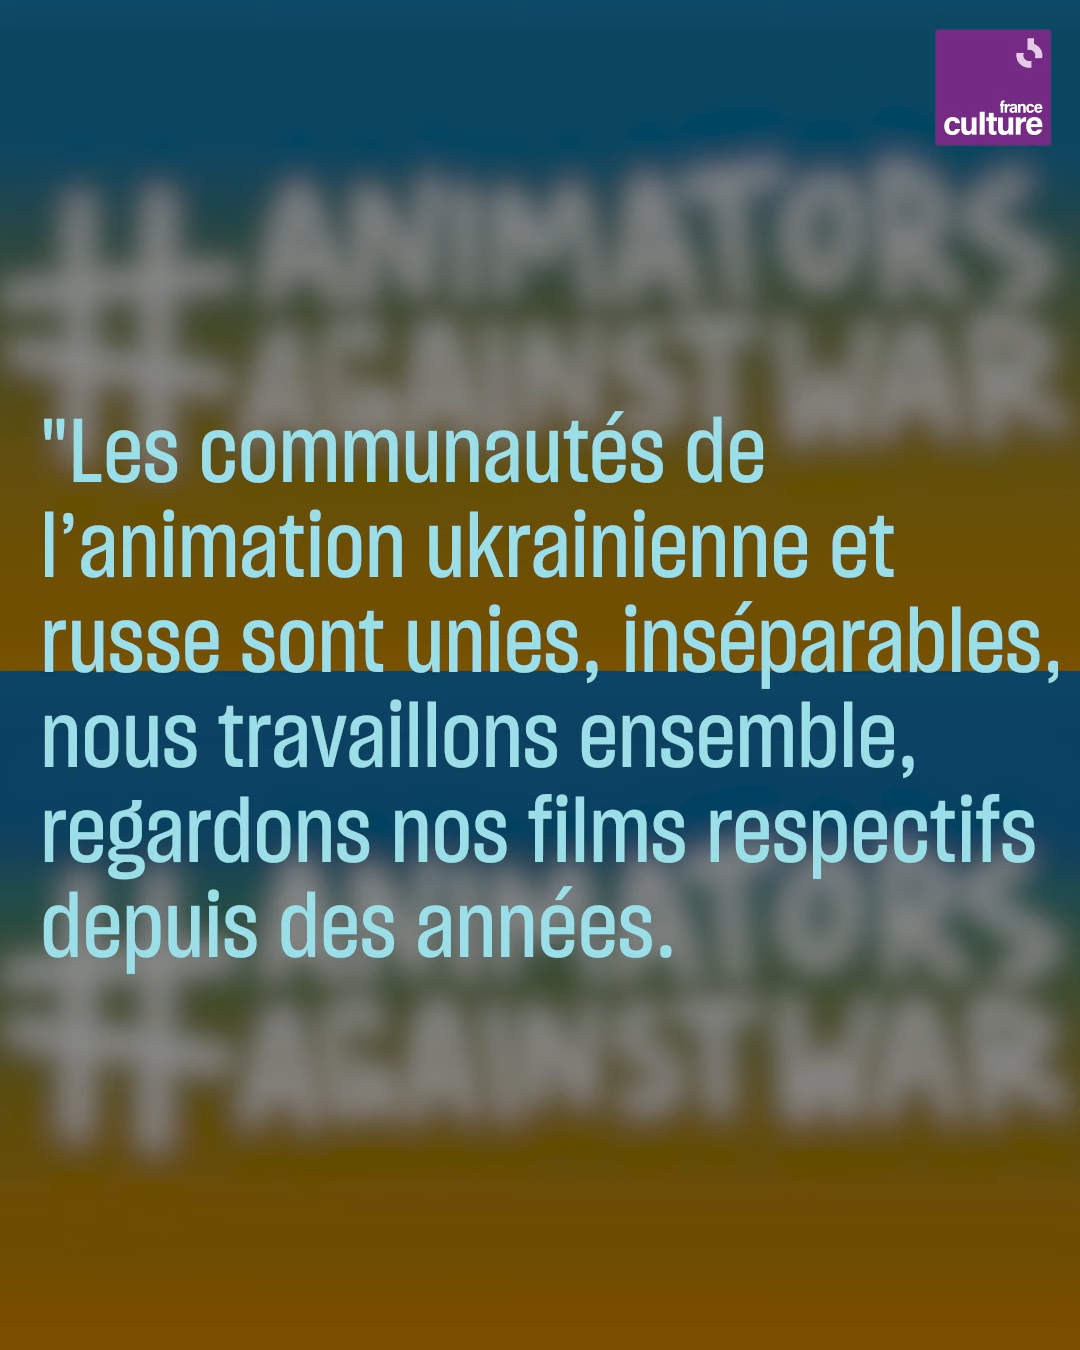 france
culture
#ANIMATORS
AGAINST WAR
"Les communautés de
l’animation ukrainienne et
russe sont unies, inséparables,
nous travaillons ensemble,
regardons nos films respectifs
depuis des années.
#ANIMATORS
AGAINST WAR